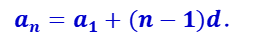 aₙ = a₁ + (n − 1)d.